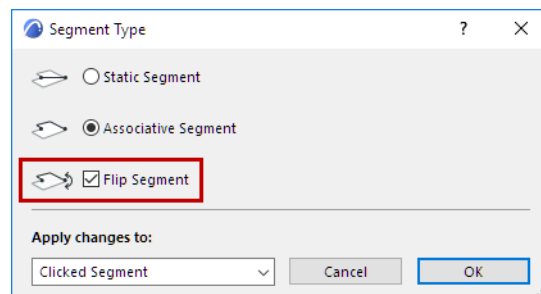 Segment Type ?
Static Segment
Associative Segment
Flip Segment
Apply changes to:
Clicked Segment Cancel OK